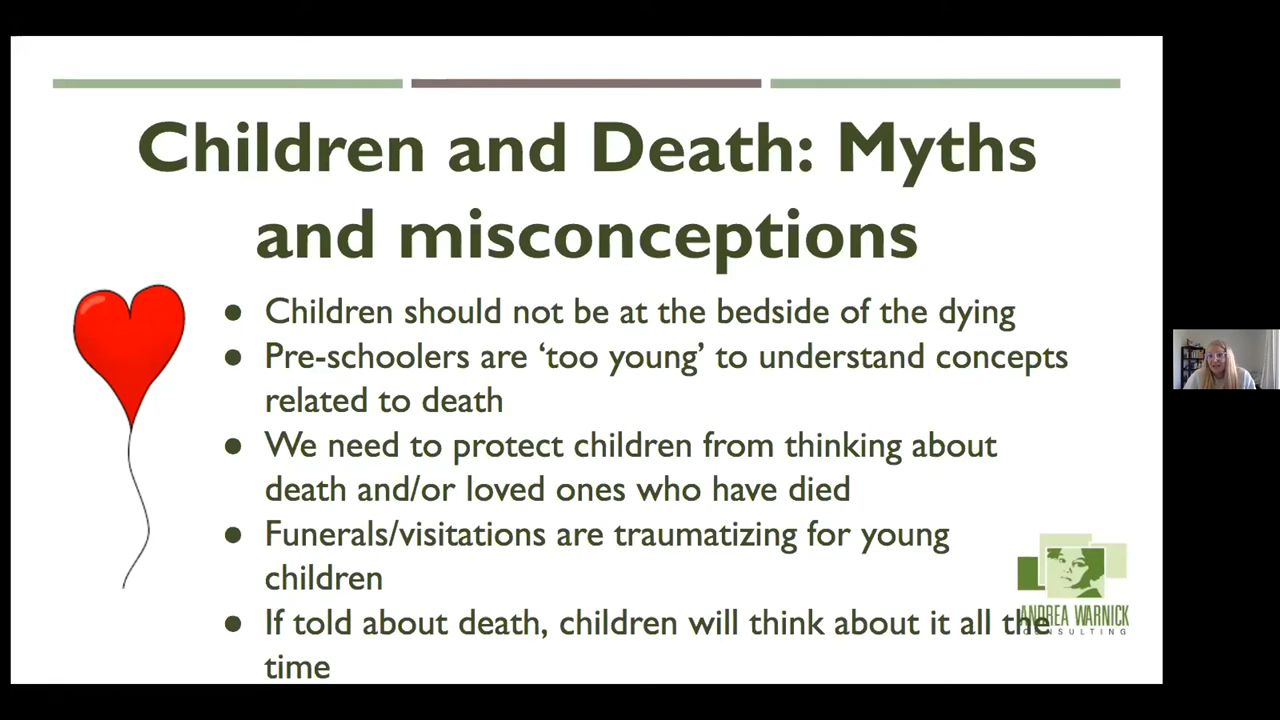 Children and Death: Myths
and misconceptions
● Children should not be at the bedside of the dying
● Pre-schoolers are ‘too young’ to understand concepts
related to death
● We need to protect children from thinking about
death and/or loved ones who have died
● Funerals/visitations are traumatizing for young
children
● If told about death, children will think about it all the
time
ANDREA WARNICK
CONSULTING